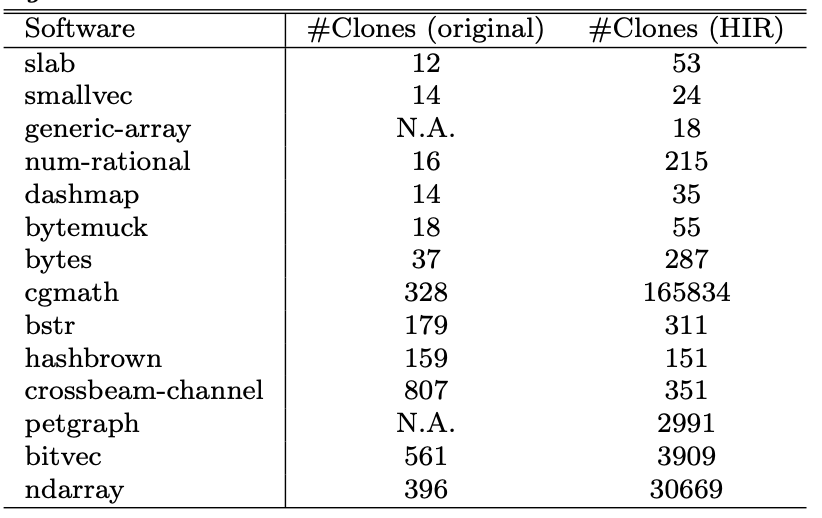 Software #Clones (original) #Clones (HIR)
slab 12 53
smallvec 14 24
generic-array N.A. 18
num-rational 16 215
dashmap 14 35
bytemuck 18 55
bytes 37 287
cgmath 328 165834
bstr 179 311
hashbrown 159 151
crossbeam-channel 807 351
petgraph N.A. 2991
bitvec 561 3909
ndarray 396 30669